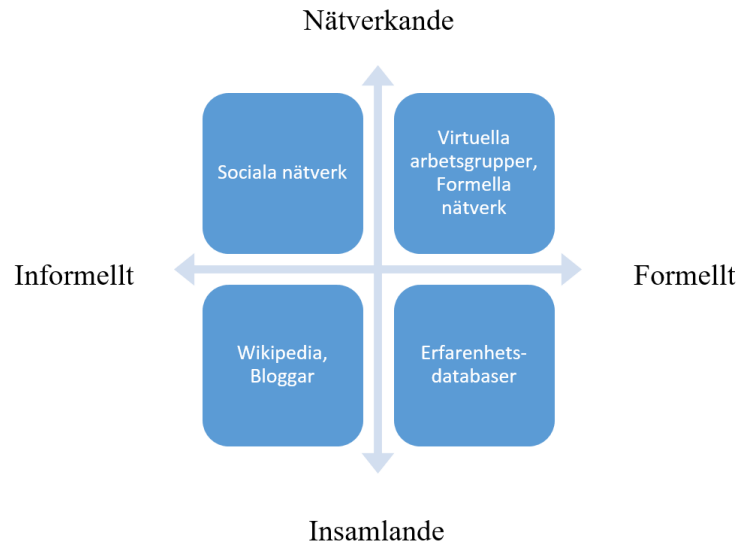 Nätverkande
Sociala nätverk
Virtuella
arbetsgrupper,
Formella
nätverk
Informellt
Formellt
Wikipedia,
Bloggar
Erfarenhets-
databaser
Insamlande